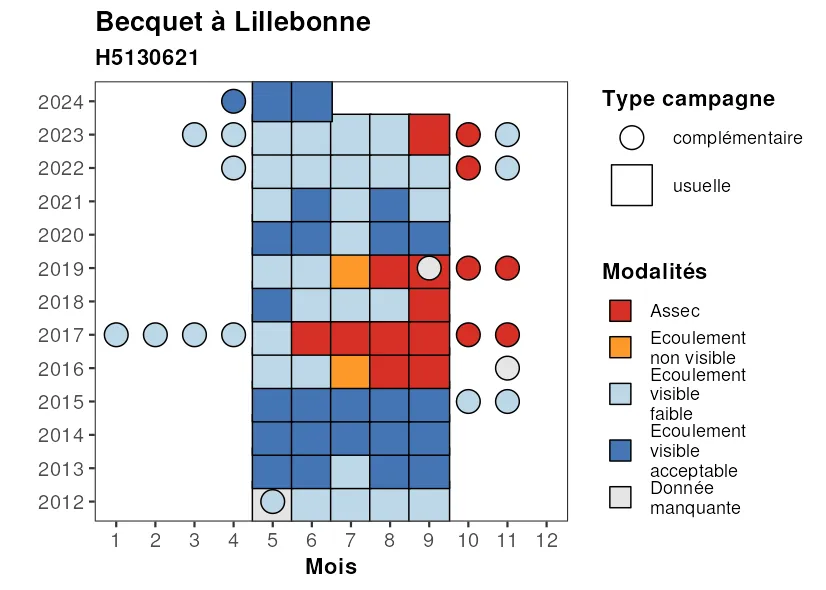 Becquet à Lillebonne
H5130621
2024
2023
2022
2021
2020
2019
2018
2017
2016
2015
2014
2013
2012
1 2 3 4 5 6 7 8 9 10 11 12
Mois
Type campagne
complémentaire
usuelle
Modalités
Assec
Ecoulement
non visible
Ecoulement
visible
faible
Ecoulement
visible
acceptable
Donnée
manquante